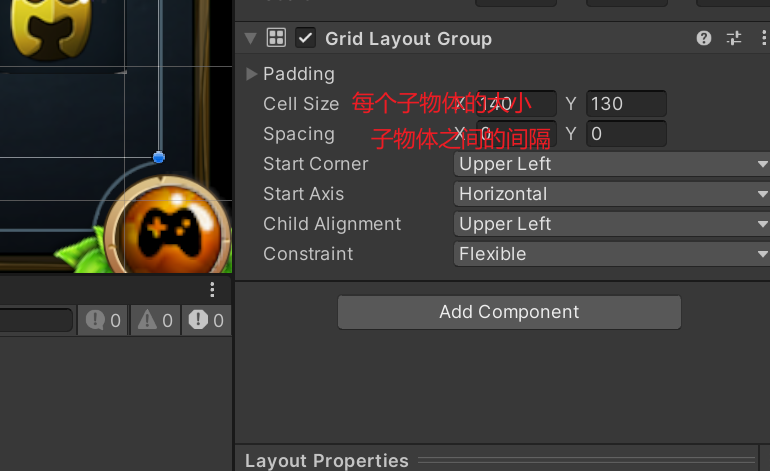 Grid Layout Group
Padding
Cell Size 每个子物体的大小 X 140 Y 130
Spacing 子物体之间的间隔 X 0 Y 0
Start Corner Upper Left
Start Axis Horizontal
Child Alignment Upper Left
Constraint Flexible
0 0 0
Add Component
Layout Properties